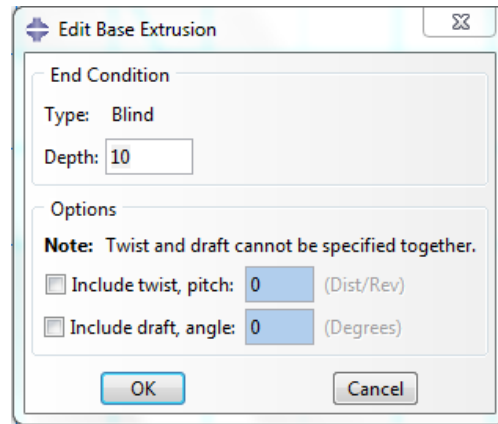 Edit Base Extrusion
End Condition
Type: Blind
Depth: 10
Options
Note: Twist and draft cannot be specified together.
Include twist, pitch: 0 (Dist/Rev)
Include draft, angle: 0 (Degrees)
OK Cancel